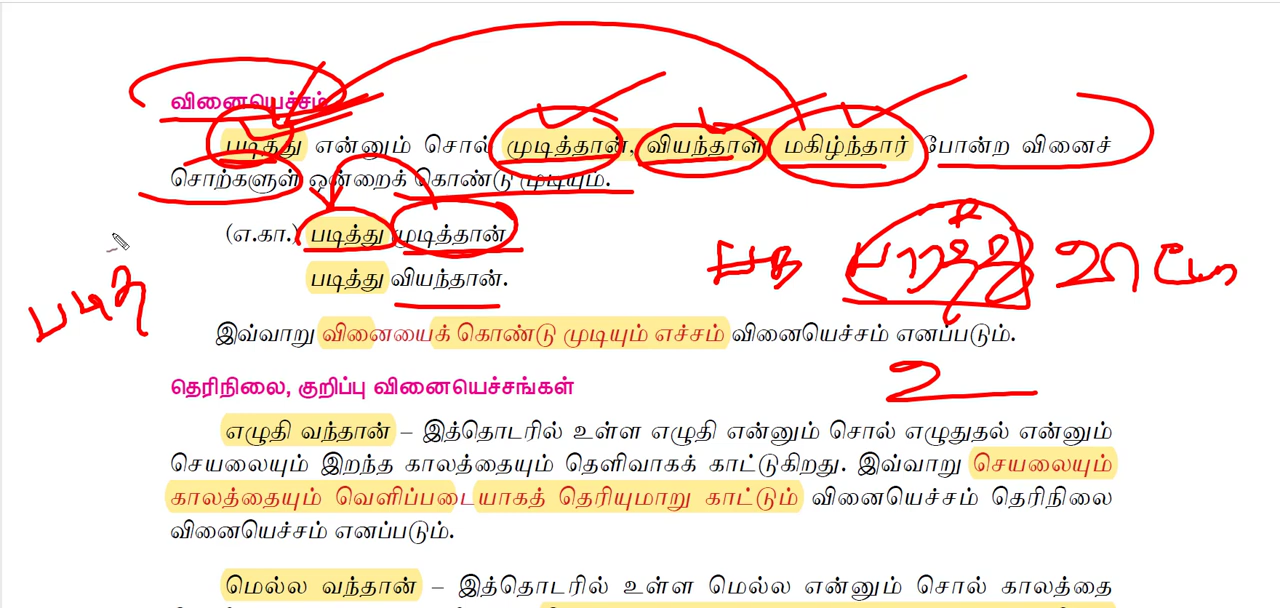 வினையெச்சம்
படித்து என்னும் சொல் முடித்தான், வியந்தாள் மகிழ்ந்தார் போன்ற வினைச்
சொற்களுள் ஒன்றைக் கொண்டு முடியும்.
(எ.கா.) படித்து முடித்தான்
படித்து வியந்தான்.
இவ்வாறு வினையைக் கொண்டு முடியும் எச்சம் வினையெச்சம் எனப்படும்.
2
தெரிநிலை, குறிப்பு வினையெச்சங்கள்
எழுதி வந்தான் – இத்தொடரில் உள்ள எழுதி என்னும் சொல் எழுதுதல் என்னும்
செயலையும் இறந்த காலத்தையும் தெளிவாகக் காட்டுகிறது. இவ்வாறு செயலையும்
காலத்தையும் வெளிப்படையாகத் தெரியுமாறு காட்டும் வினையெச்சம் தெரிநிலை
வினையெச்சம் எனப்படும்.
மெல்ல வந்தான் – இத்தொடரில் உள்ள மெல்ல என்னும் சொல் காலத்தை